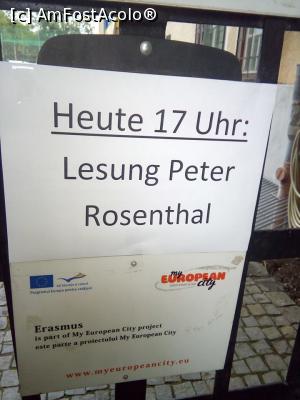 [c] AmFostAcolo®
Heute 17 Uhr:
Lesung Peter
Rosenthal
my
EUROPEAN
city
Erasmus
is part of My European City project
este parte a proiectului My European City
www.myeuropeancity.eu